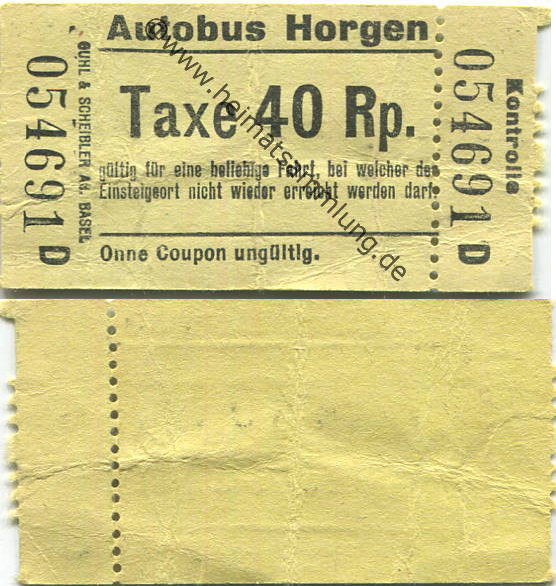 Autobus Horgen
054691 D
GUHL & SCHEIBLER AG. BASEL
Taxe 40 Rp.
gültig für eine beliebige Fahrt, bei welcher der
Einsteigeort nicht wieder erreicht werden darf.
Ohne Coupon ungültig.
Kontrolle
054691 D
©www.heimatsammlung.de